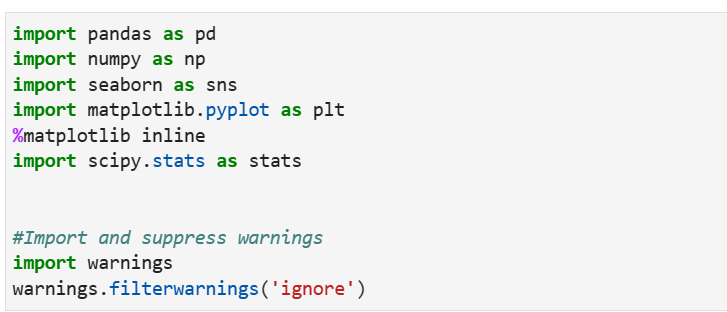 import pandas as pd
import numpy as np
import seaborn as sns
import matplotlib.pyplot as plt
%matplotlib inline
import scipy.stats as stats
#Import and suppress warnings
import warnings
warnings.filterwarnings('ignore')